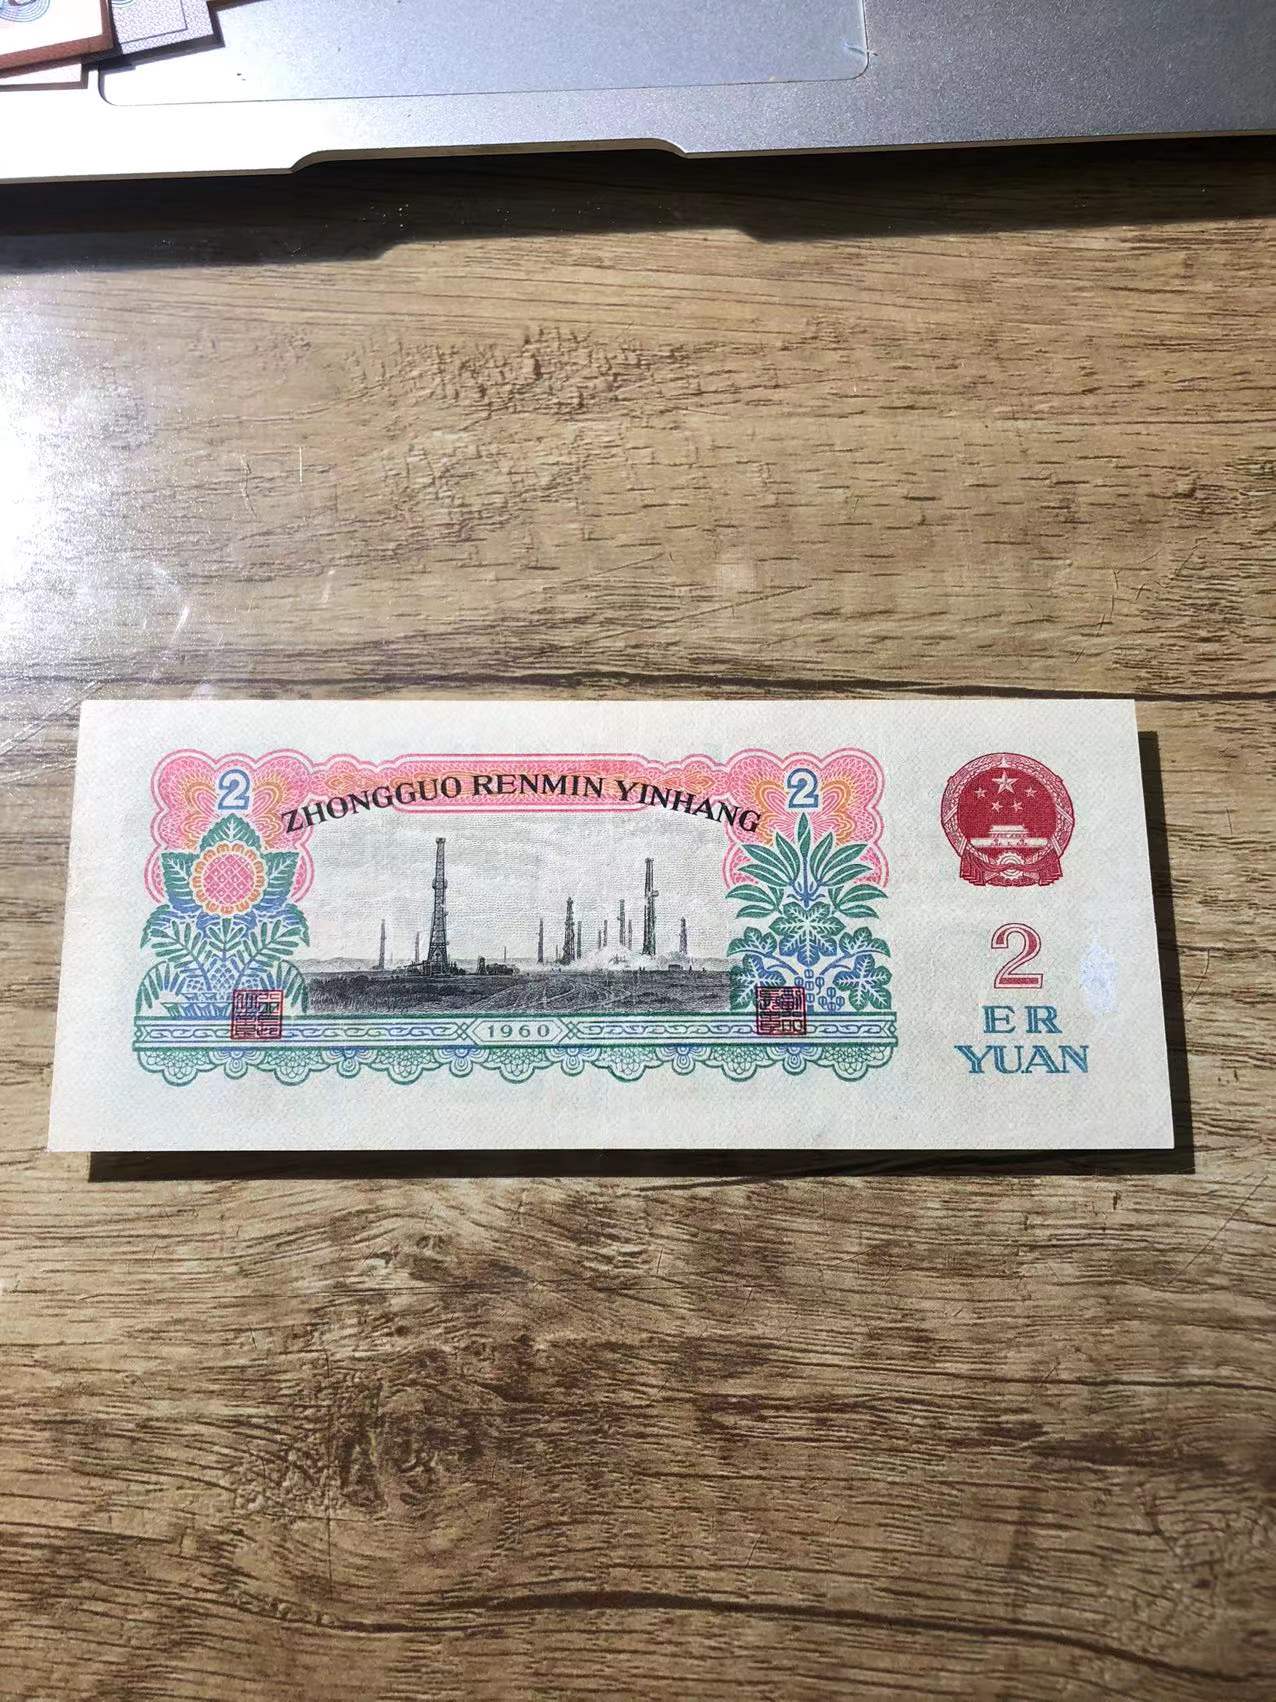 2
2
ZHONGGUO RENMIN YINHANG
1960
2
ER
YUAN